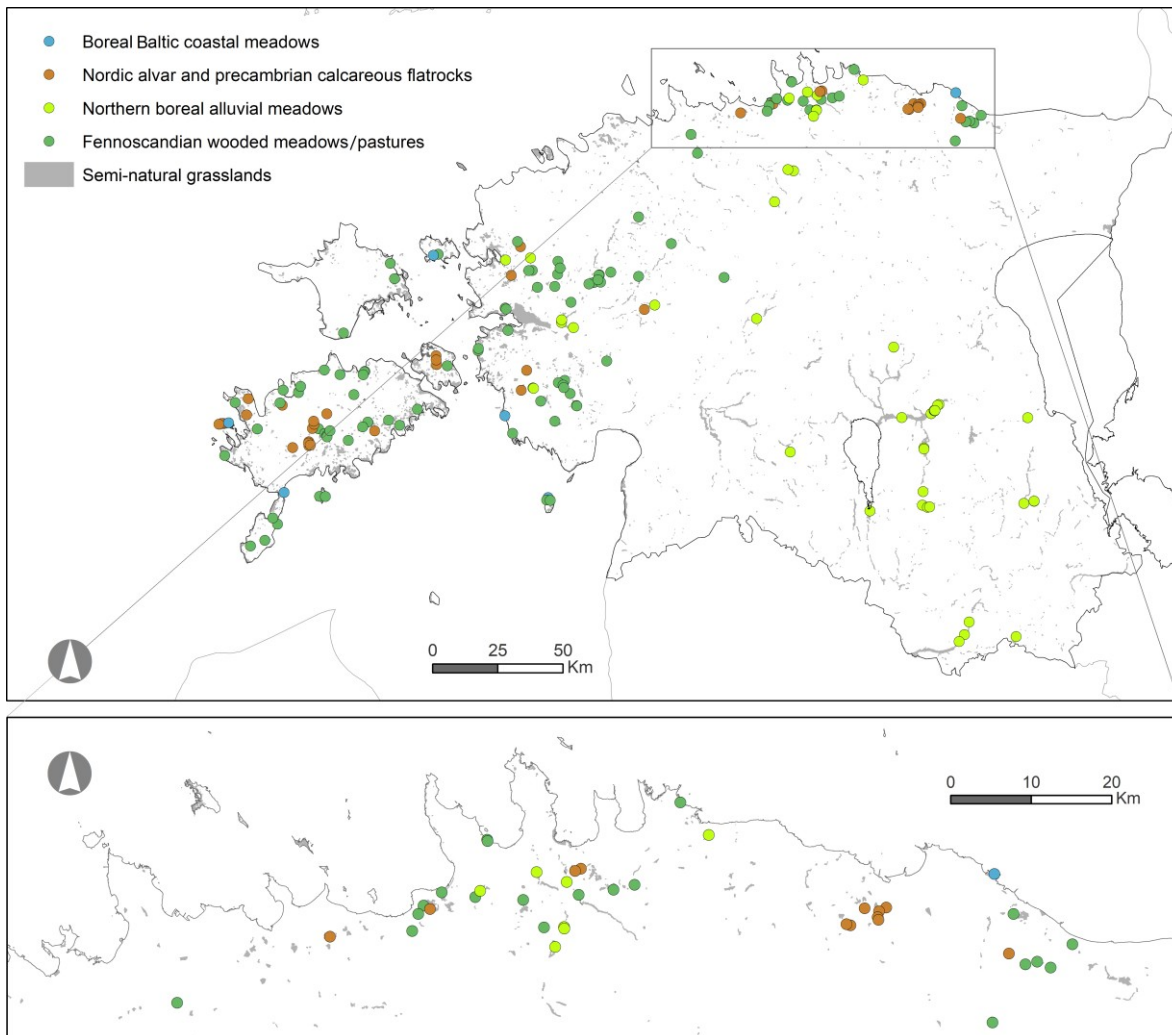 Boreal Baltic coastal meadows
Nordic alvar and precambrian calcareous flatrocks
Northern boreal alluvial meadows
Fennoscandian wooded meadows/pastures
Semi-natural grasslands
0 25 50
Km
0 10 20
Km